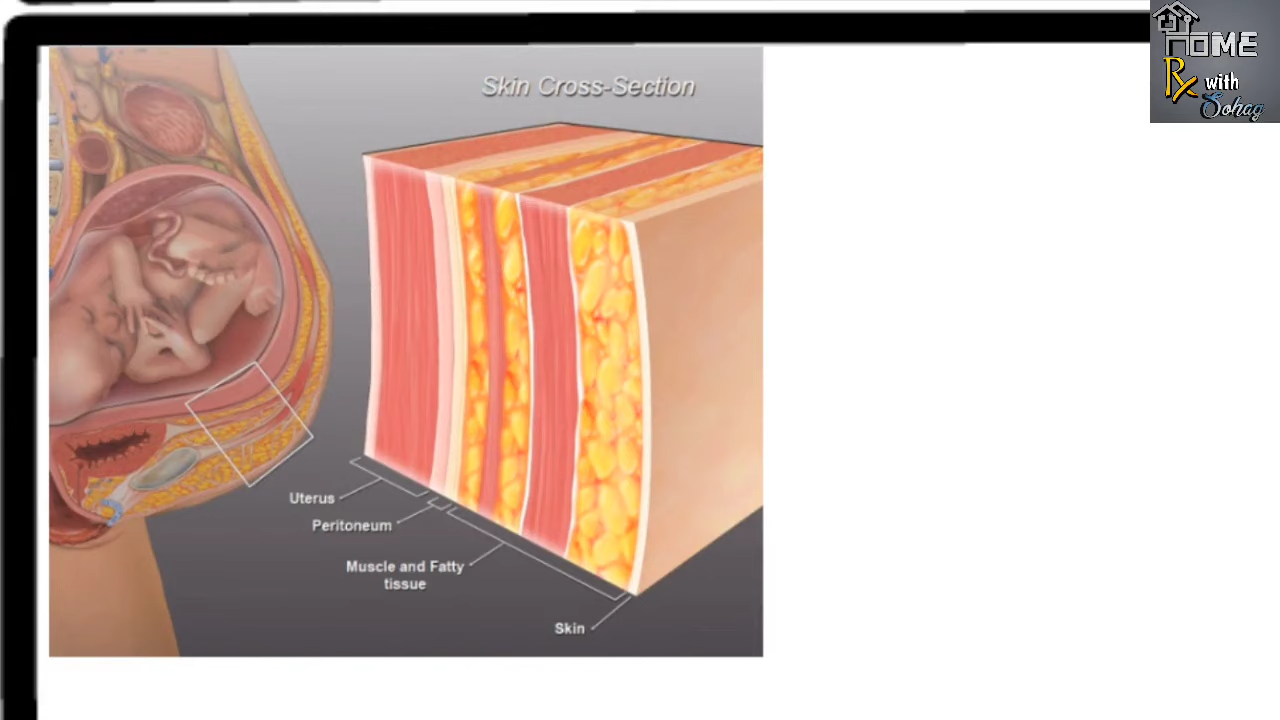 HOME
Rx with
Sohag
Skin Cross-Section
Uterus
Peritoneum
Muscle and Fatty
tissue
Skin